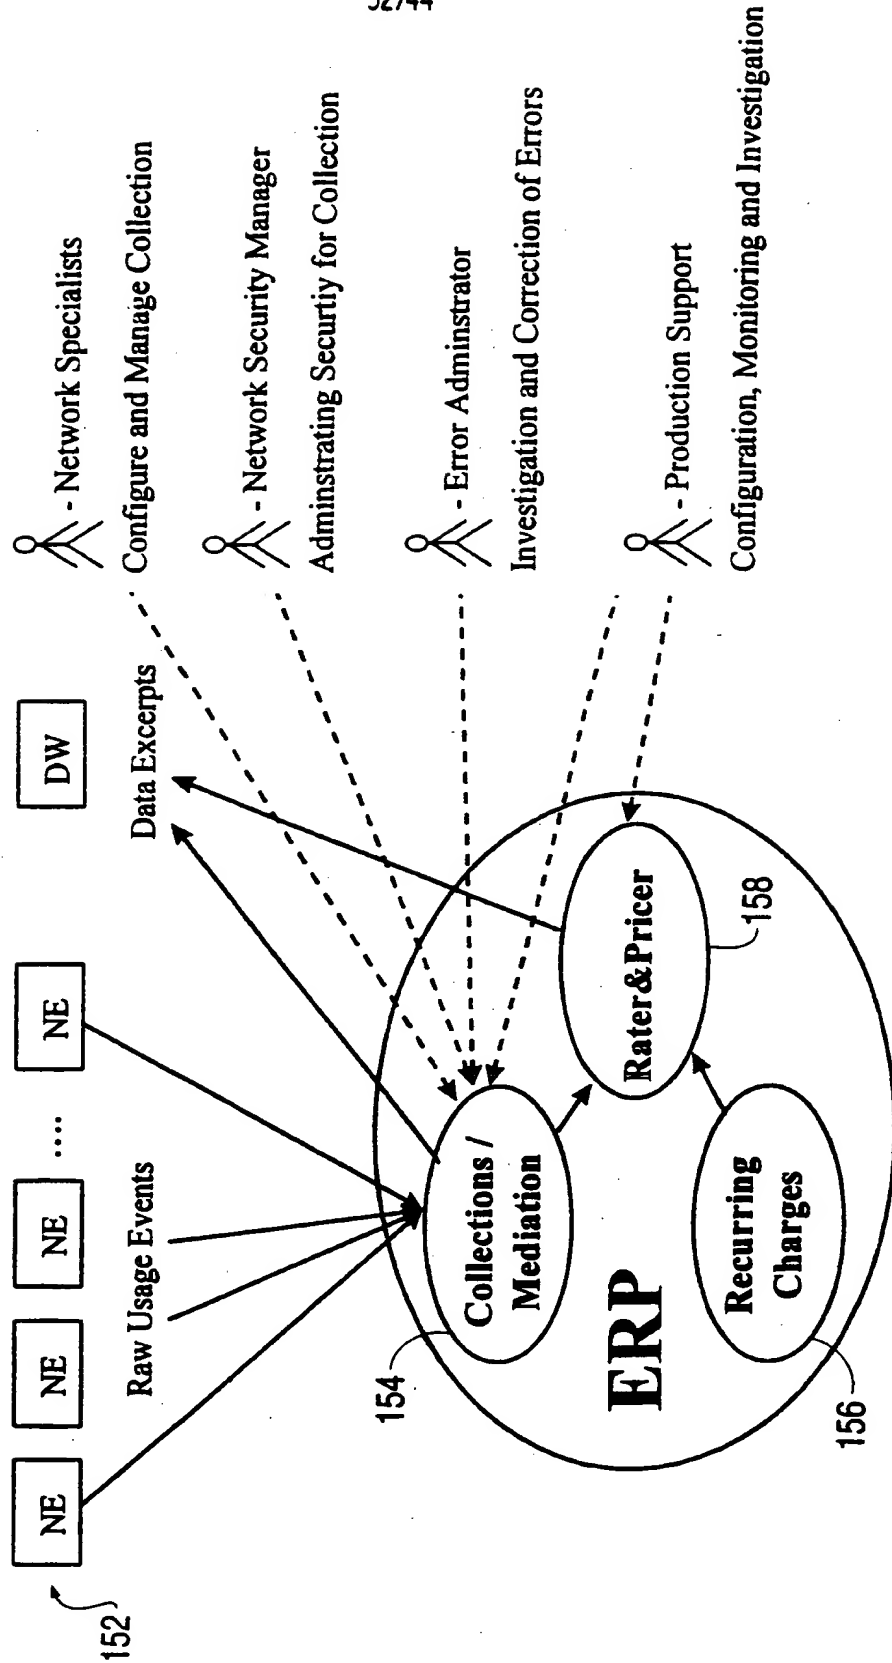 NE
NE
NE
....
NE
DW
152
Raw Usage Events
Data Excerpts
- Network Specialists
Configure and Manage Collection
- Network Security Manager
Adminstrating Securtiy for Collection
- Error Adminstrator
Investigation and Correction of Errors
- Production Support
Configuration, Monitoring and Investigation
154
Collections /
Mediation
ERP
Rater&Pricer
158
Recurring
Charges
156